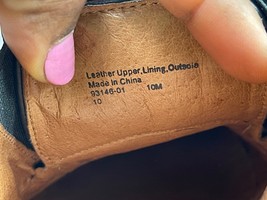 Leather Upper,Lining,Outsole
Made in China
93146-01 10M
10